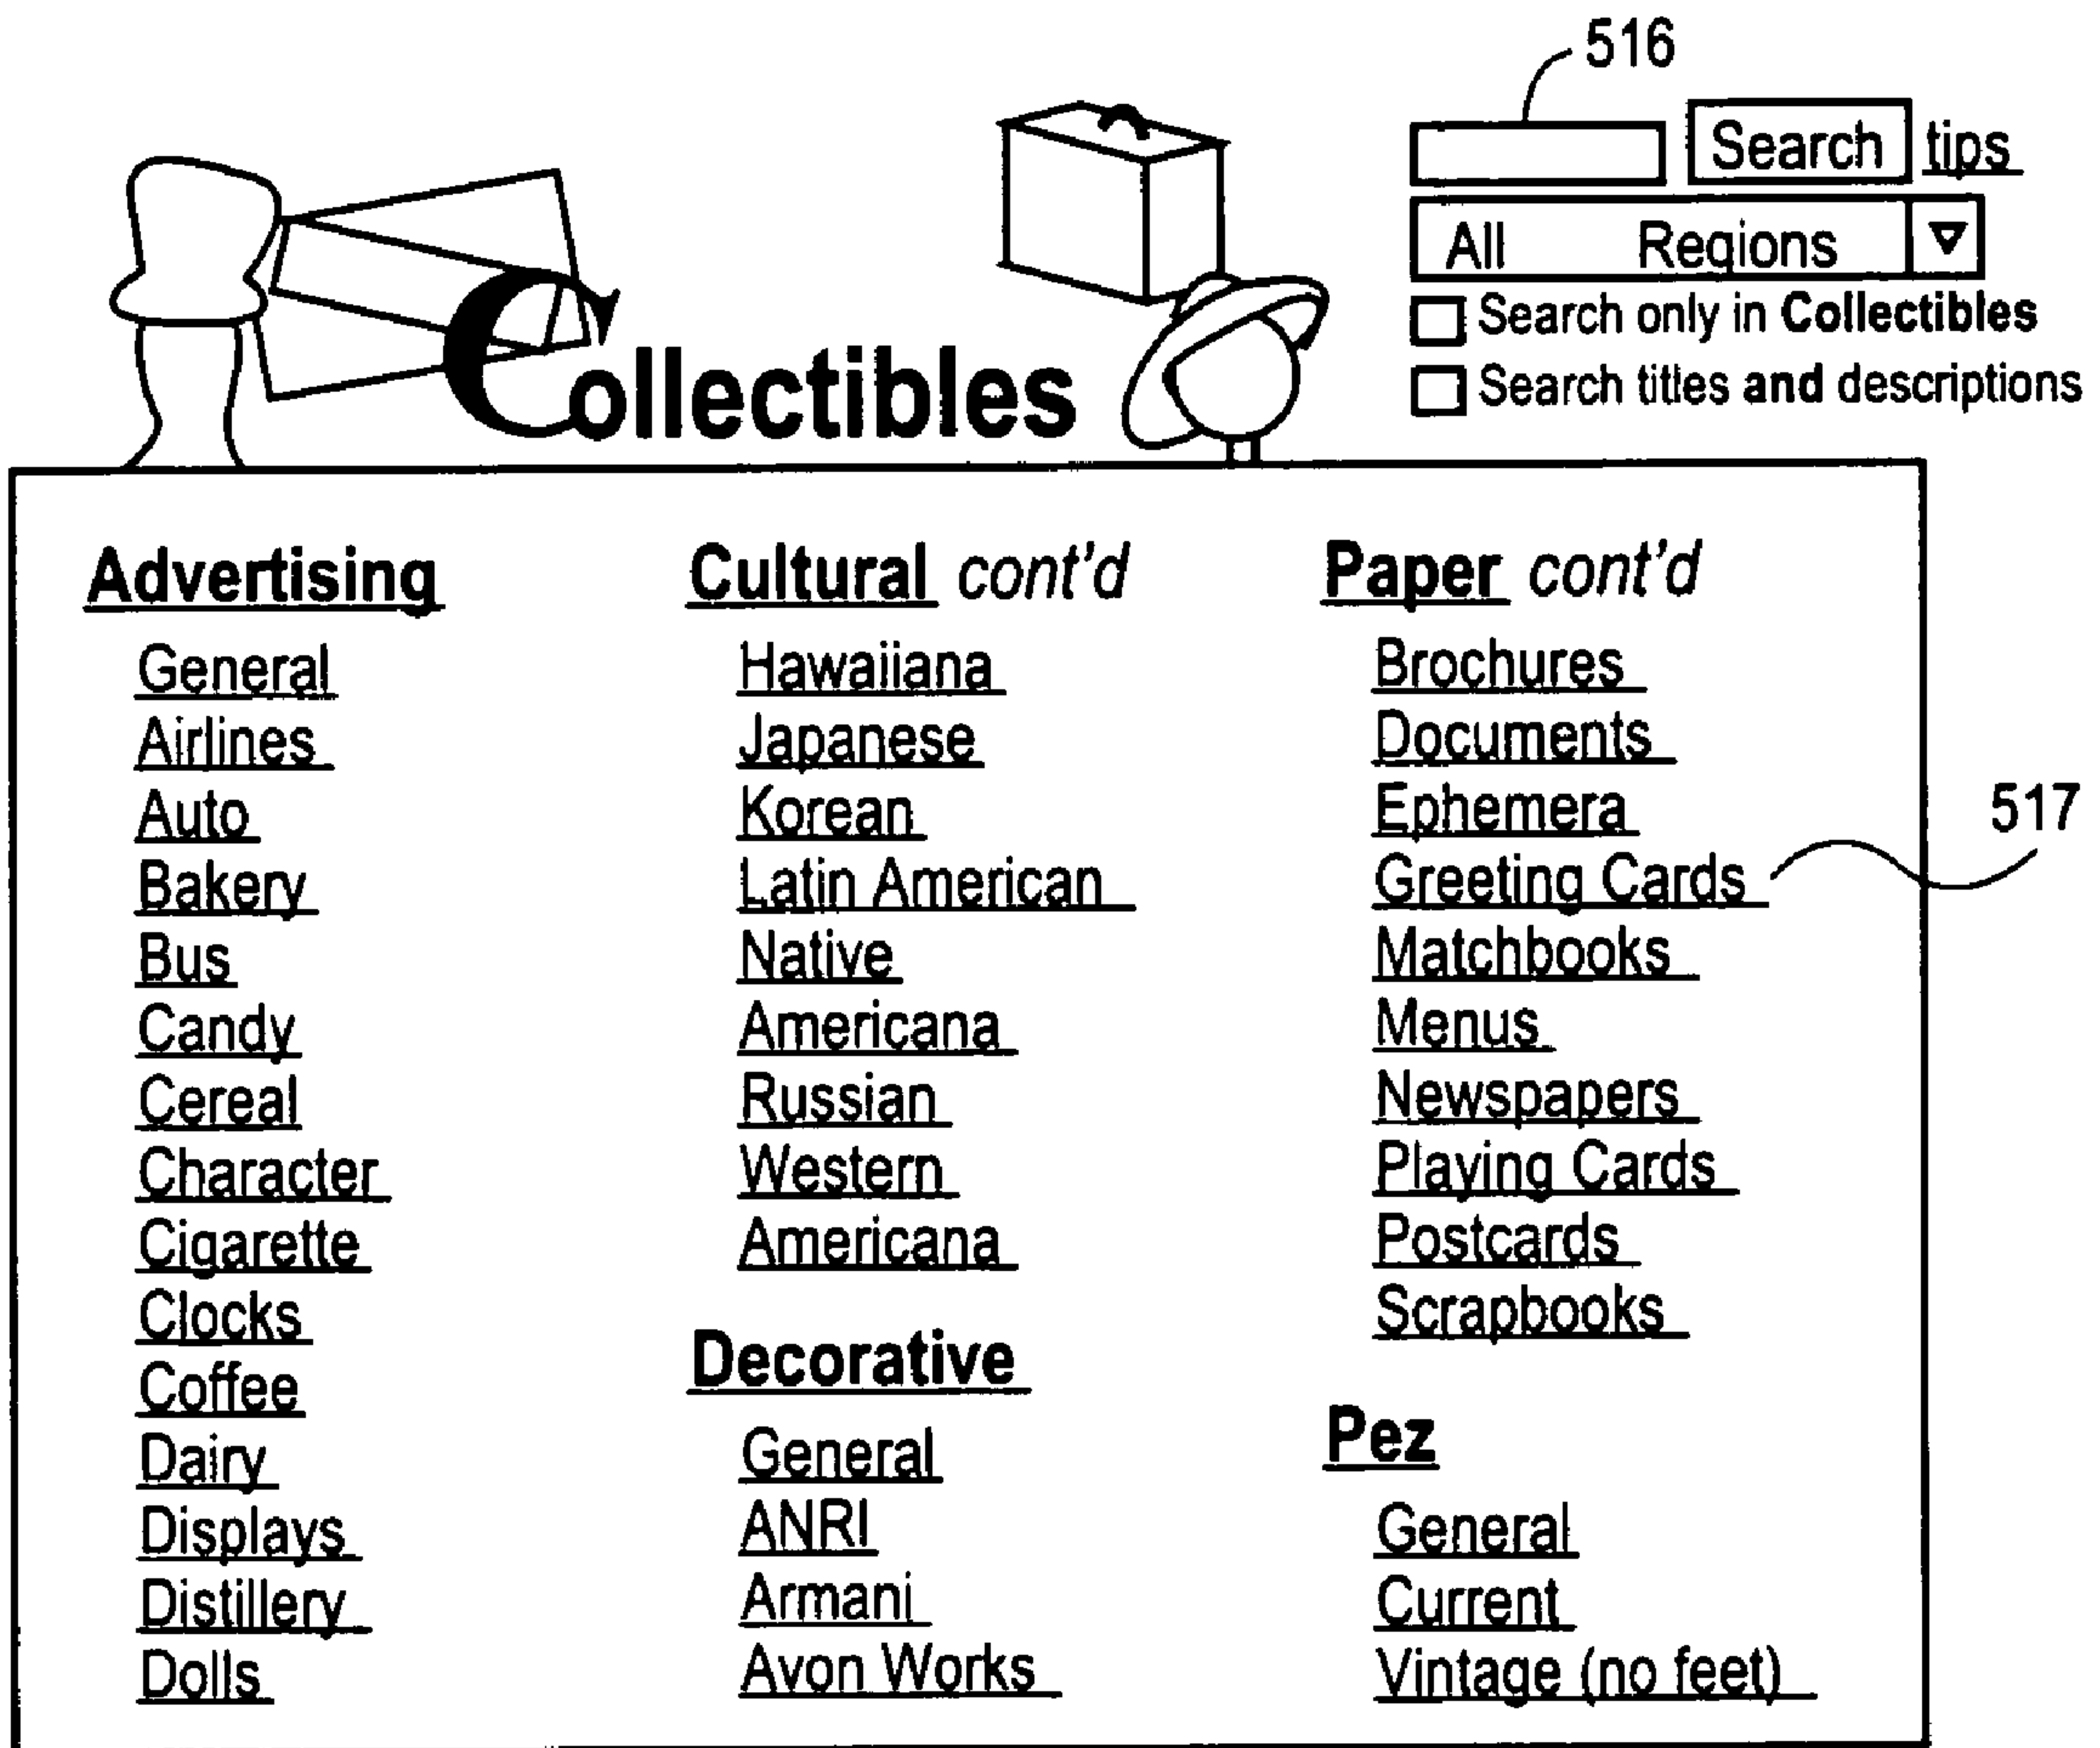 516
Search tips
All Regions
Search only in Collectibles
Search titles and descriptions
Collectibles
Advertising
General
Airlines
Auto
Bakery
Bus
Candy
Cereal
Character
Cigarette
Clocks
Coffee
Dairy
Displays
Distillery
Dolls
Cultural cont'd
Hawaiiana
Japanese
Korean
Latin American
Native
Americana
Russian
Western
Americana
Decorative
General
ANRI
Armani
Avon Works
Paper cont'd
Brochures
Documents
Ephemera
Greeting Cards
Matchbooks
Menus
Newspapers
Playing Cards
Postcards
Scrapbooks
Pez
General
Current
Vintage (no feet)
517